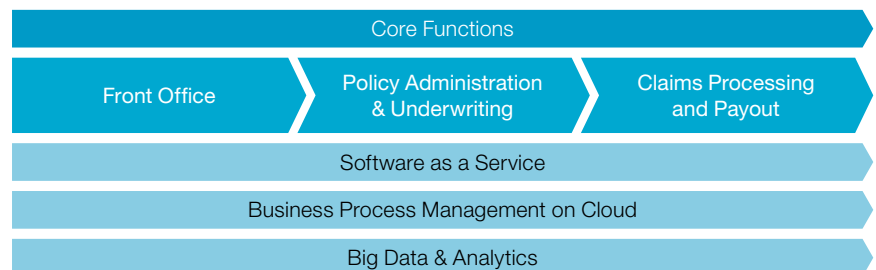 Core Functions
Front Office
Policy Administration
& Underwriting
Claims Processing
and Payout
Software as a Service
Business Process Management on Cloud
Big Data & Analytics